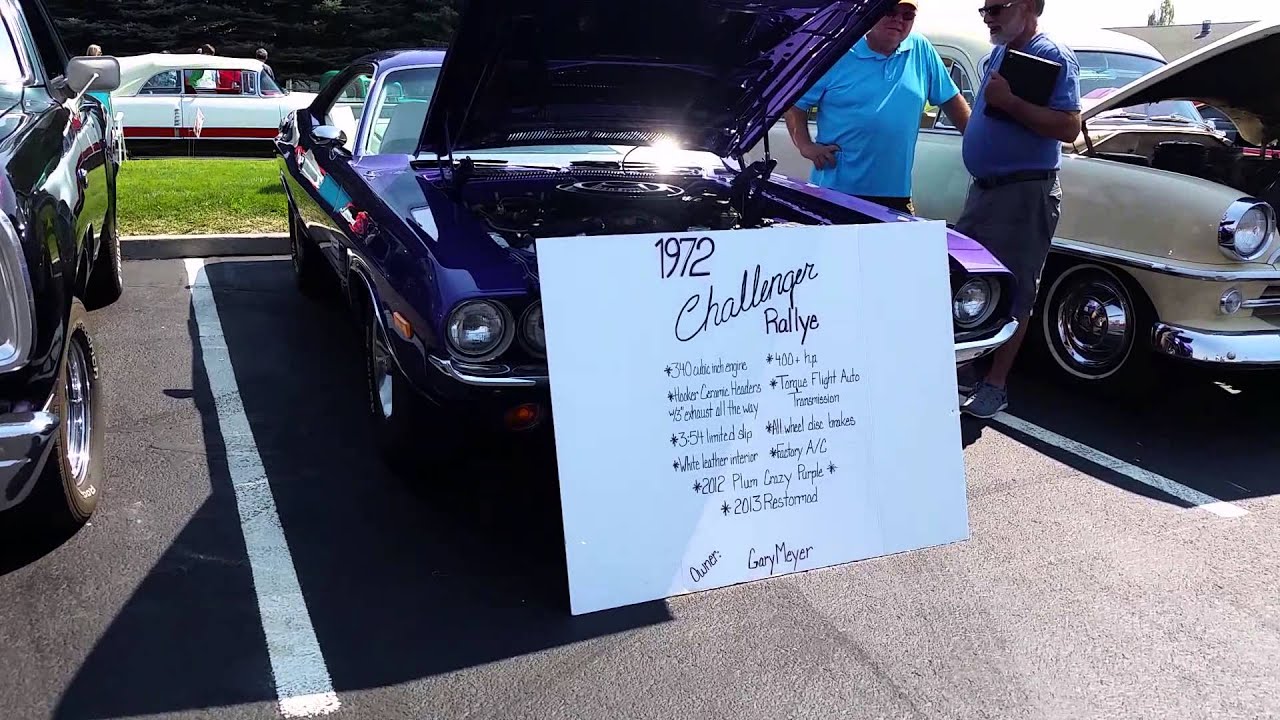 1972
Challenger
Rallye
*340 cubic inch engine
*Hooker Ceramic Headers
w/3" exhaust all the way
*3:54 limited slip
*White leather interior
*400+ h.p
*Torque Flight Auto
Transmission
*All wheel disc brakes
*Factory A/C
*2012 Plum Crazy Purple *
*2013 Restomod
Owner: Gary Meyer